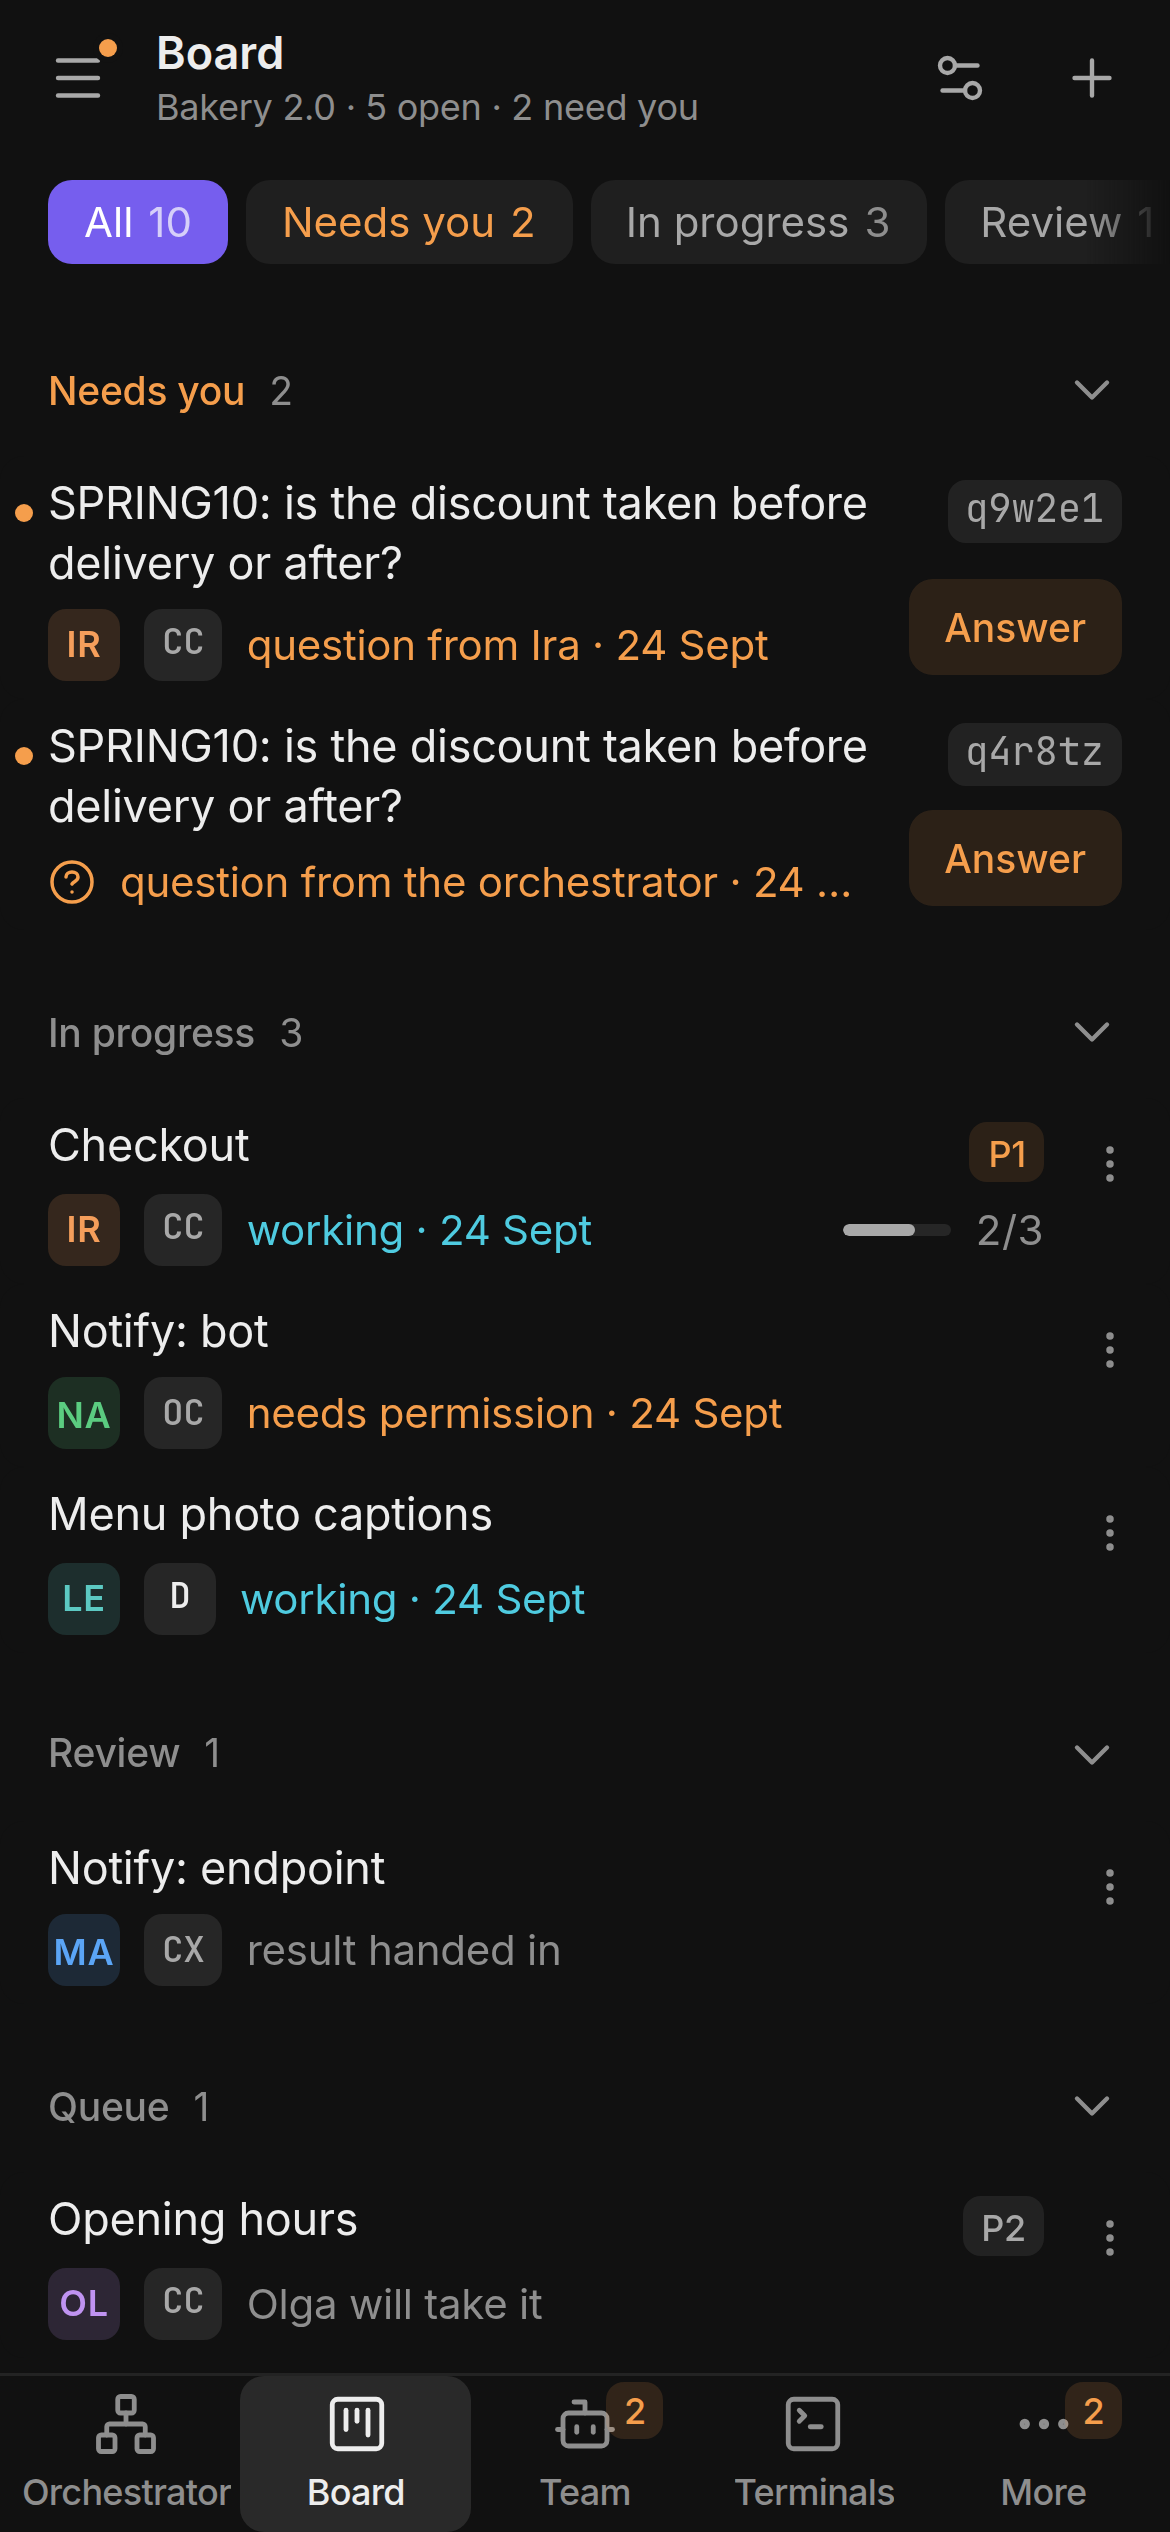 Board
Bakery 2.0 · 5 open · 2 need you
All 10
Needs you 2
In progress 3
Review 1
Needs you 2
SPRING10: is the discount taken before
delivery or after?
q9w2e1
IR CC question from Ira · 24 Sept
Answer
SPRING10: is the discount taken before
delivery or after?
q4r8tz
question from the orchestrator · 24 ...
Answer
In progress 3
Checkout
P1
IR CC working · 24 Sept
2/3
Notify: bot
NA OC needs permission · 24 Sept
Menu photo captions
LE D working · 24 Sept
Review 1
Notify: endpoint
MA CX result handed in
Queue 1
Opening hours
P2
OL CC Olga will take it
2
2
Orchestrator
Board
Team
Terminals
More